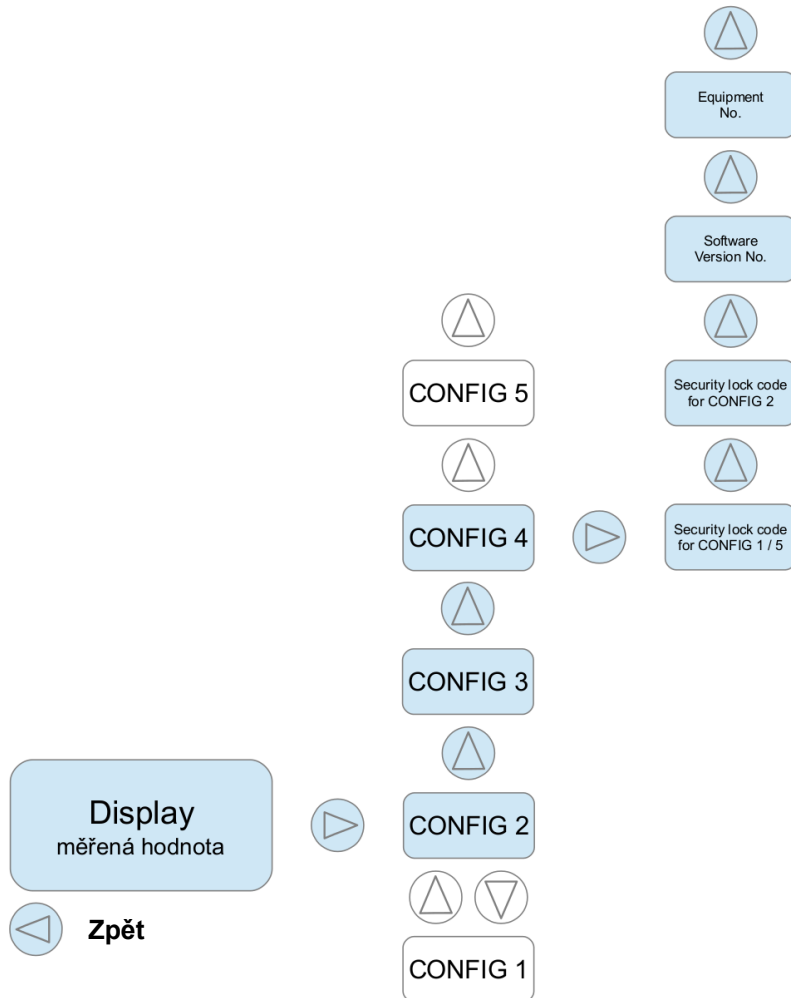 Equipment
No.
Software
Version No.
CONFIG 5
Security lock code
for CONFIG 2
CONFIG 4
Security lock code
for CONFIG 1 / 5
CONFIG 3
Display
měřená hodnota
CONFIG 2
Zpět
CONFIG 1